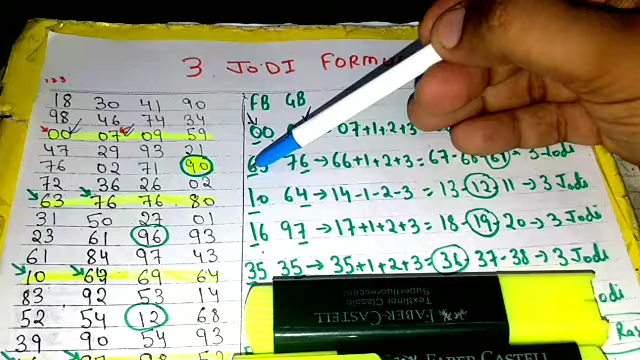 3. JODI FORMU
123
18 30 41 90
98 46 74 34
00 07 09 59
47 29 93 21
76 02 71 90
72 36 26 02
63 76 76 80
31 50 27 01
23 61 96 93
61 84 97 43
10 64 69 64
83 92 53 14
52 54 12 68
39 90 54 93
FB GB
00 07+1+2+3
63 76→66+1+2+3= 67-68 3 Jodi
10 64→14-1-2-3= 13-12-11→3 Jodi
16 97→17+1+2+3= 18-19-20→3 Jodi
35 35→35+1+2+3= 36 37-38→3 Jodi
odi
FABER-CASTELL
TEXTLINER CLASSIC
Superfluorescent
FABER-CASTELL